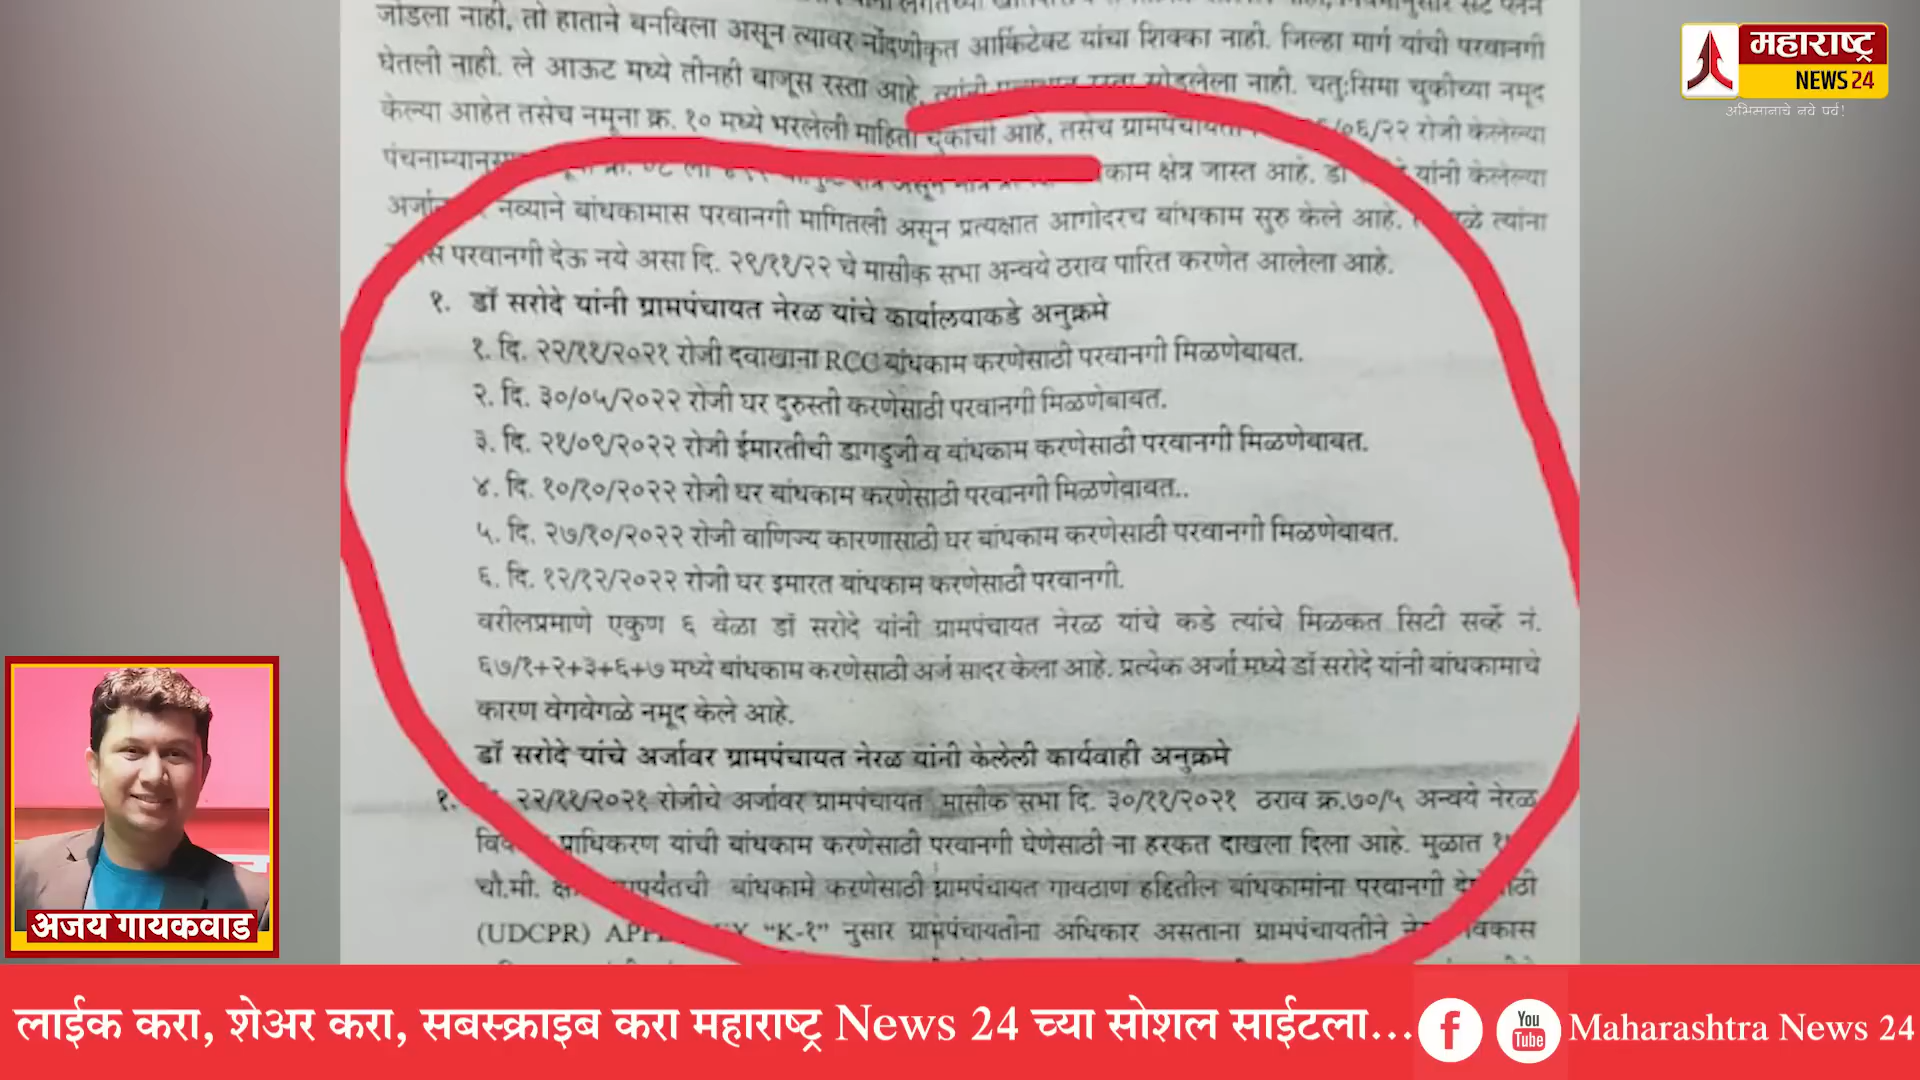 जोडला नाही, तो हाताने बनविला असून त्यावर नोंदणीकृत आर्किटेक्ट यांचा शिक्का नाही. जिल्हा मार्ग यांची परवानगी
घेतली नाही. ले आऊट मध्ये तीनही बाजूस रस्ता आहे, त्यांनी रस्ता सोडलेला नाही. चतु:सिमा चुकीच्या नमूद
केल्या आहेत तसेच नमूना क्र. १० मध्ये भरलेली माहिती चुकीची आहे, तसेच ग्रामपंचायती /०६/२२ रोजी केलेल्या
काम क्षेत्र जास्त आहे. डॉ यांनी केलेल्या
नव्याने बांधकामास परवानगी मागितली असून प्रत्यक्षात आगोदरच बांधकाम सुरु केले आहे. त्यांना
परवानगी देऊ नये असा दि. २९/११/२२ चे मासीक सभा अन्वये ठराव पारित करणेत आलेला आहे.
१. डॉ सरोदे यांनी ग्रामपंचायत नेरळ यांचे कार्यालयाकडे अनुक्रमे
१. दि. २२/११/२०२१ रोजी दवाखाना RCC बांधकाम करणेसाठी परवानगी मिळणेबाबत.
२. दि. ३०/०५/२०२२ रोजी घर दुरुस्ती करणेसाठी परवानगी मिळणेबाबत.
३. दि. २१/०९/२०२२ रोजी ईमारतीची डागडुजी व बांधकाम करणेसाठी परवानगी मिळणेबाबत.
४. दि. १०/१०/२०२२ रोजी घर बांधकाम करणेसाठी परवानगी मिळणेबाबत..
५. दि. २७/१०/२०२२ रोजी वाणिज्य कारणासाठी घर बांधकाम करणेसाठी परवानगी मिळणेबाबत.
६. दि. १२/१२/२०२२ रोजी घर इमारत बांधकाम करणेसाठी परवानगी.
वरीलप्रमाणे एकुण ६ वेळा डॉ सरोदे यांनी ग्रामपंचायत नेरळ यांचे कडे त्यांचे मिळकत सिटी सर्व्हे नं.
६७/१+२+३+६+७ मध्ये बांधकाम करणेसाठी अर्ज सादर केला आहे. प्रत्येक अर्जा मध्ये डॉ सरोदे यांनी बांधकामाचे
कारण वेगवेगळे नमूद केले आहे.
डॉ सरोदे यांचे अर्जावर ग्रामपंचायत नेरळ यांनी केलेली कार्यवाही अनुक्रमे
१. २२/११/२०२१ रोजीचे अर्जावर ग्रामपंचायत मासीक सभा दि. ३०/११/२०२१ ठराव क्र.७०/५ अन्वये नेरळ
प्राधिकरण यांची बांधकाम करणेसाठी परवानगी घेणेसाठी ना हरकत दाखला दिला आहे. मुळात
चौ.मी. बांधकामे करणेसाठी ग्रामपंचायत गावठाण हद्दितील बांधकामांना परवानगी
(UDCPR) "K-१" नुसार ग्रामपंचायतीना अधिकार असताना ग्रामपंचायतीने विकास
महाराष्ट्र
NEWS 24
अभिमानाचे नवे पर्व!
अजय गायकवाड
लाईक करा, शेअर करा, सबस्क्राइब करा महाराष्ट्र News 24 च्या सोशल साईटला... f You Tube Maharashtra News 24